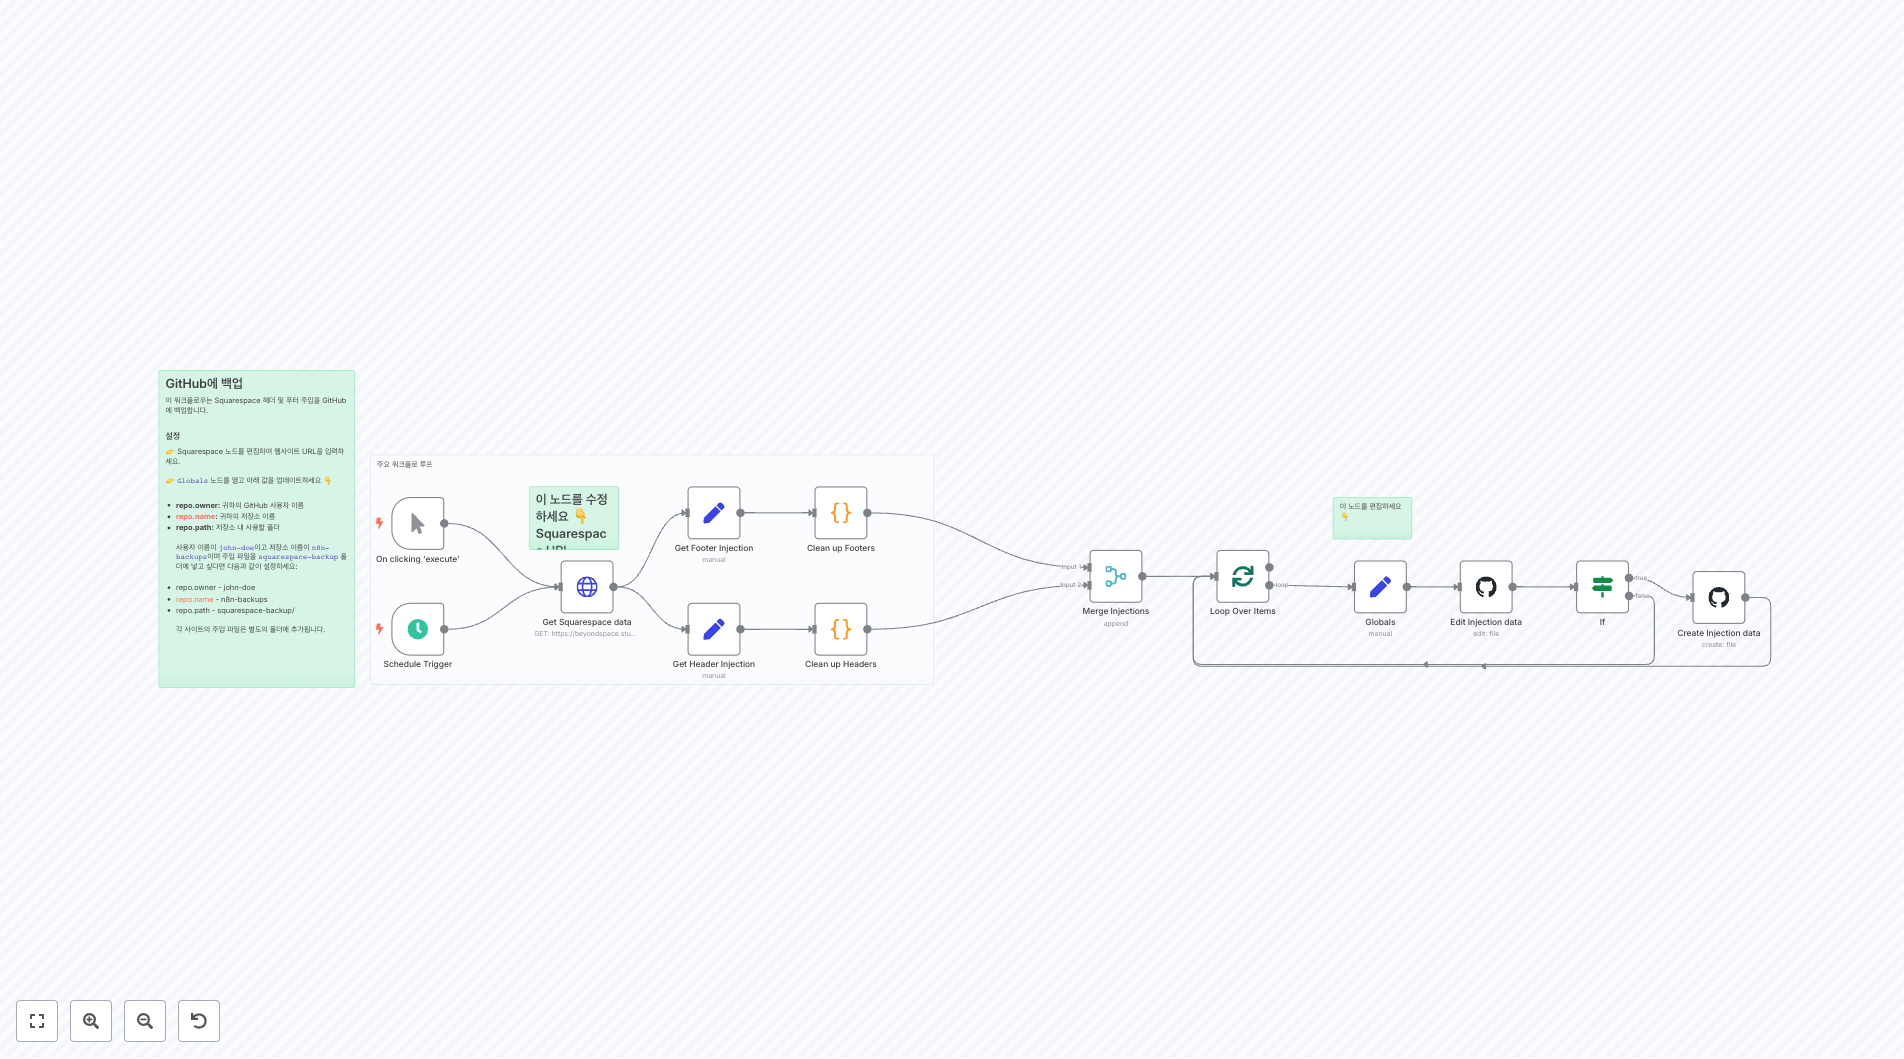 GitHub에 백업
이 워크플로우는 Squarespace 헤더 및 푸터 주입을 GitHub
에 백업합니다.
설정
👉 Squarespace 노드를 편집하여 웹사이트 URL을 입력하
세요.
👉 Globals 노드를 열고 아래 값을 업데이트하세요 👇
• repo.owner: 귀하의 GitHub 사용자 이름
• repo.name: 귀하의 저장소 이름
• repo.path: 저장소 내 사용할 폴더
사용자 이름이 john-doe이고 저장소 이름이 n8n-
backups이며 주입 파일을 squarespace-backup 폴
더에 넣고 싶다면 다음과 같이 설정하세요:
• repo.owner - john-doe
• repo.name - n8n-backups
• repo.path - squarespace-backup/
각 사이트의 주입 파일은 별도의 폴더에 추가됩니다.
주요 워크플로 루프
On clicking 'execute'
Schedule Trigger
이 노드를 수정
하세요 👇
Squarespac
e URL
Get Squarespace data
GET: https://beyondspace.stu...
Get Footer Injection
manual
Clean up Footers
Get Header Injection
manual
Clean up Headers
Input 1
Input 2
Merge Injections
append
Loop Over Items
loop
이 노드를 편집하세요
👇
Globals
manual
Edit Injection data
edit: file
If
true
false
Create Injection data
create: file